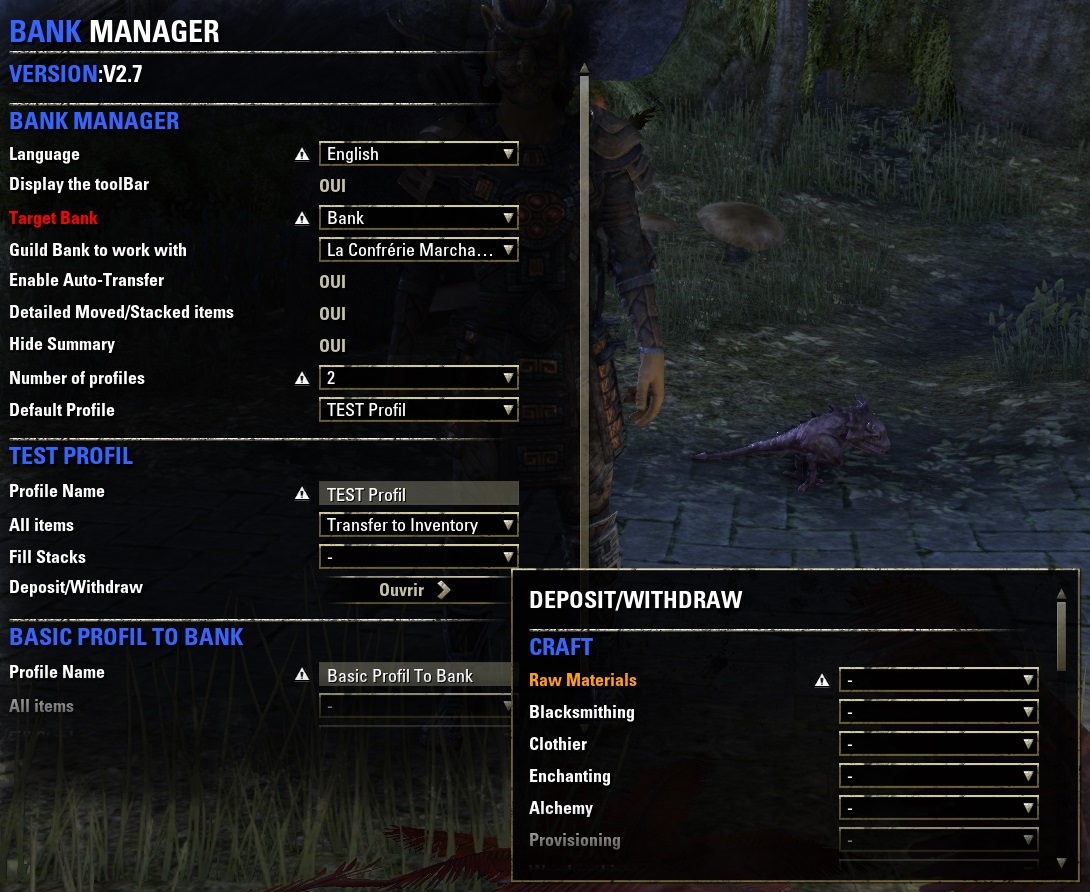 BANK MANAGER
VERSION:V2.7
BANK MANAGER
Language English
Display the toolBar OUI
Target Bank Bank
Guild Bank to work with La Confrérie Marcha...
Enable Auto-Transfer OUI
Detailed Moved/Stacked items OUI
Hide Summary OUI
Number of profiles 2
Default Profile TEST Profil
TEST PROFIL
Profile Name TEST Profil
All items Transfer to Inventory
Fill Stacks -
Deposit/Withdraw Ouvrir
BASIC PROFIL TO BANK
Profile Name Basic Profil To Bank
All items -
DEPOSIT/WITHDRAW
CRAFT
Raw Materials -
Blacksmithing -
Clothier -
Enchanting -
Alchemy -
Provisioning -